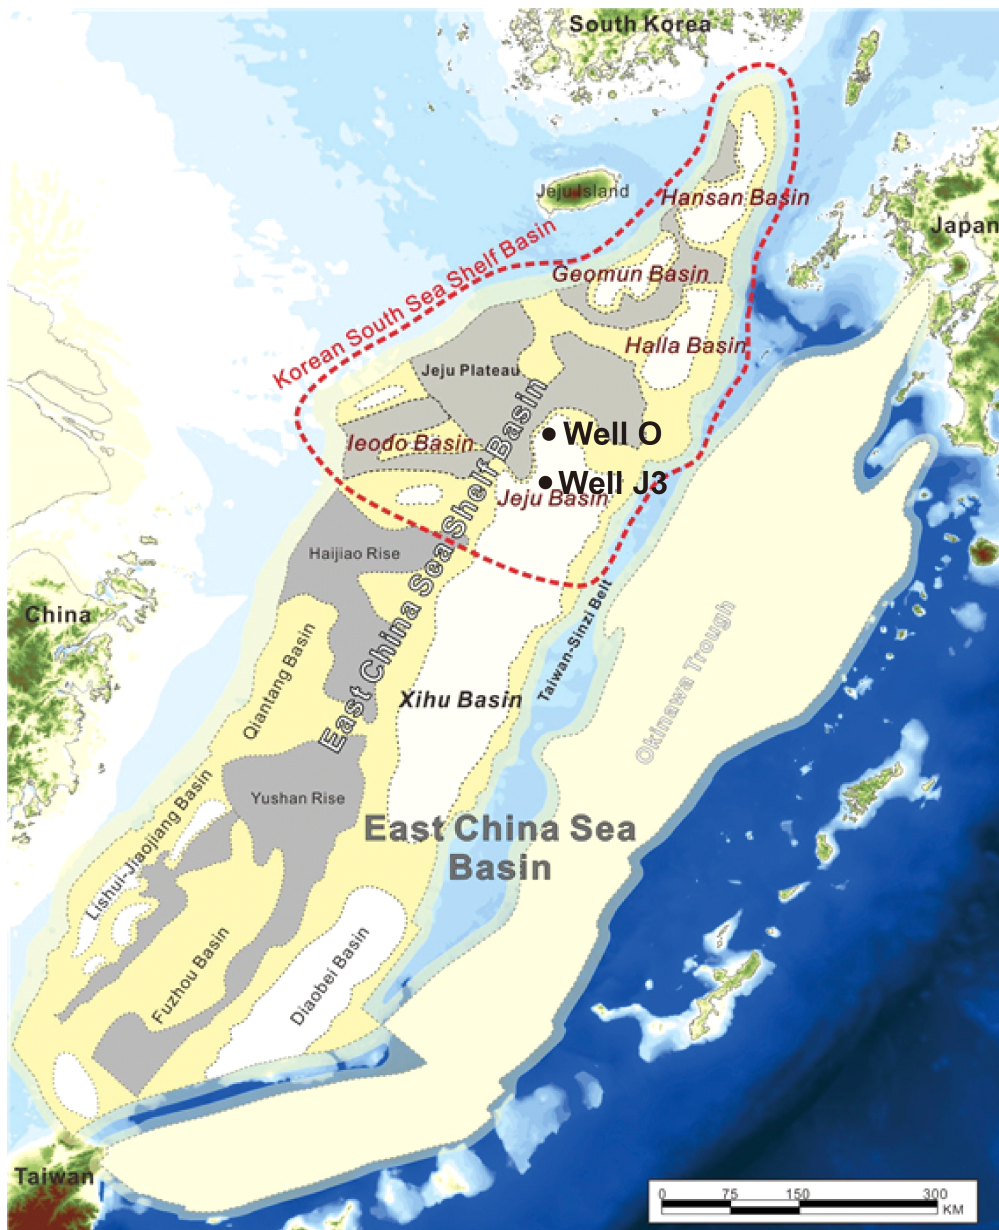 South Korea
Jeju Island
Hansan Basin
Japan
Korean South Sea Shelf Basin
Geomun Basin
Halla Basin
Jeju Plateau
Ieodo Basin
Well O
Well J3
Jeju Basin
East China Sea Shelf Basin
Haijiao Rise
China
Taiwan-Sinzi Belt
Qiantang Basin
Okinawa Trough
Xihu Basin
Yushan Rise
East China Sea
Basin
Lishui-Jiaojiang Basin
Fuzhou Basin
Diaobei Basin
Taiwan
0 75 150 300
KM